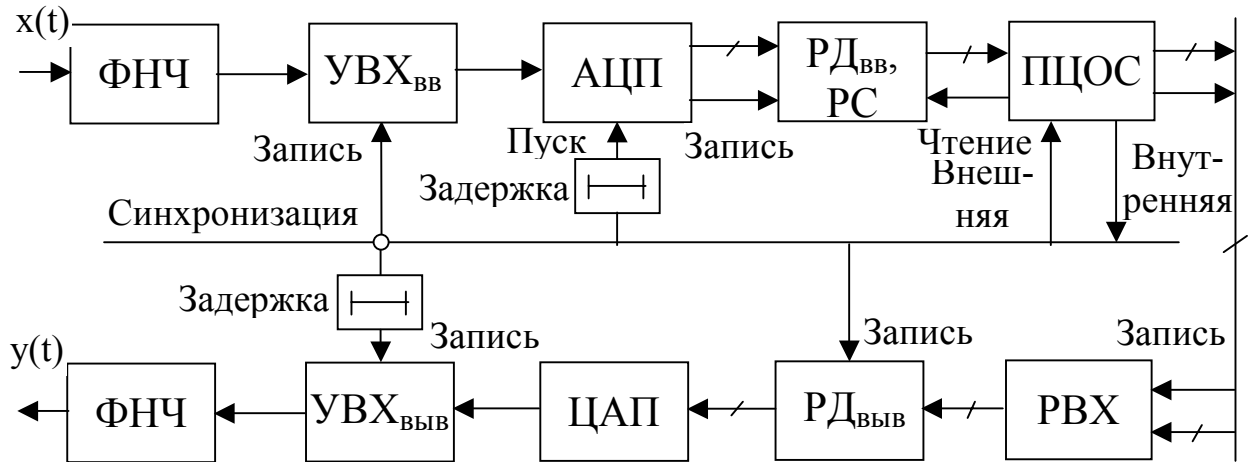 x(t)
ФНЧ
УВХвв
АЦП
РДвв,
РС
ПЦОС
Запись
Пуск
Запись
Чтение
Внеш-
няя
Внут-
ренняя
Задержка
Синхронизация
Задержка
Запись
Запись
Запись
y(t)
ФНЧ
УВХвыв
ЦАП
РДвыв
РВХ